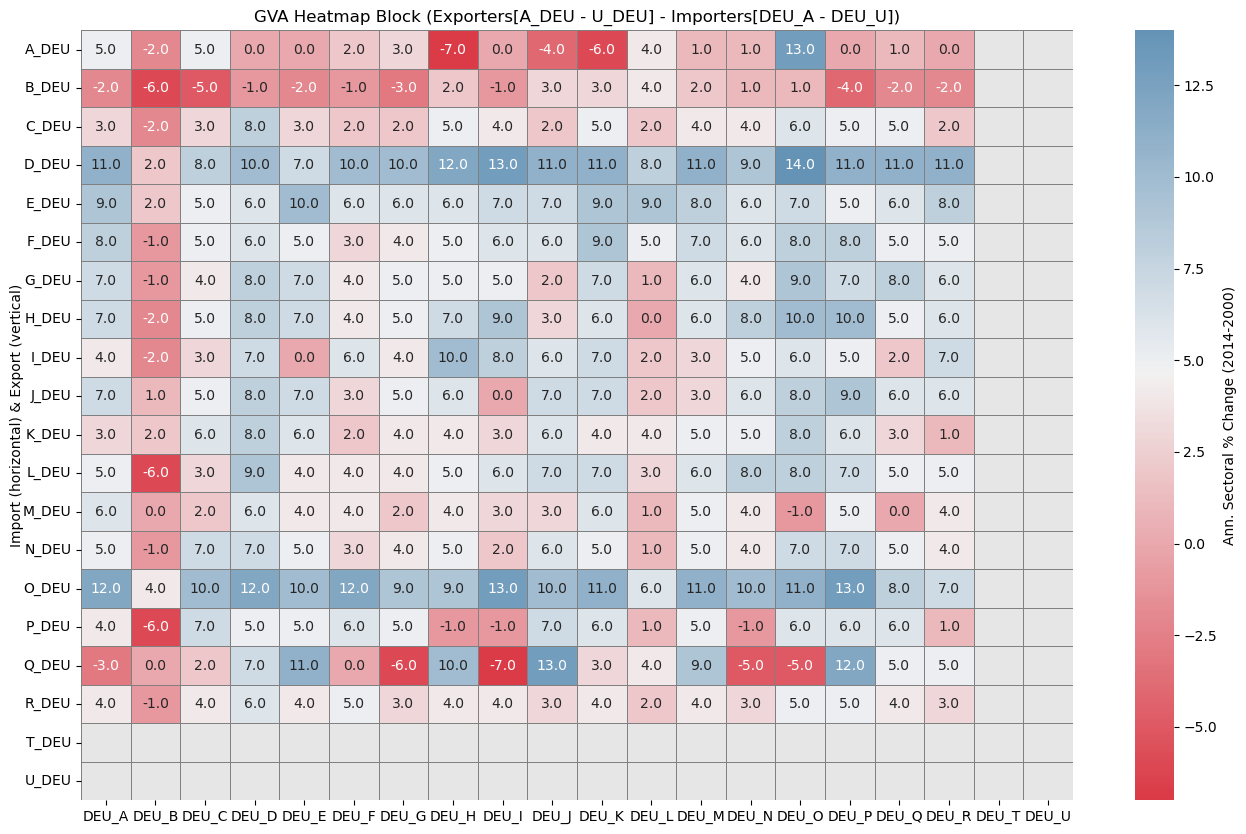 GVA Heatmap Block (Exporters[A_DEU - U_DEU] - Importers[DEU_A - DEU_U])
Import (horizontal) & Export (vertical)
A_DEU 5.0 -2.0 5.0 0.0 0.0 2.0 3.0 -7.0 0.0 -4.0 -6.0 4.0 1.0 1.0 13.0 0.0 1.0 0.0
B_DEU -2.0 -6.0 -5.0 -1.0 -2.0 -1.0 -3.0 2.0 -1.0 3.0 3.0 4.0 2.0 1.0 1.0 -4.0 -2.0 -2.0
C_DEU 3.0 -2.0 3.0 8.0 3.0 2.0 2.0 5.0 4.0 2.0 5.0 2.0 4.0 4.0 6.0 5.0 5.0 2.0
D_DEU 11.0 2.0 8.0 10.0 7.0 10.0 10.0 12.0 13.0 11.0 11.0 8.0 11.0 9.0 14.0 11.0 11.0 11.0
E_DEU 9.0 2.0 5.0 6.0 10.0 6.0 6.0 6.0 7.0 7.0 9.0 9.0 8.0 6.0 7.0 5.0 6.0 8.0
F_DEU 8.0 -1.0 5.0 6.0 5.0 3.0 4.0 5.0 6.0 6.0 9.0 5.0 7.0 6.0 8.0 8.0 5.0 5.0
G_DEU 7.0 -1.0 4.0 8.0 7.0 4.0 5.0 5.0 5.0 2.0 7.0 1.0 6.0 4.0 9.0 7.0 8.0 6.0
H_DEU 7.0 -2.0 5.0 8.0 7.0 4.0 5.0 7.0 9.0 3.0 6.0 0.0 6.0 8.0 10.0 10.0 5.0 6.0
I_DEU 4.0 -2.0 3.0 7.0 0.0 6.0 4.0 10.0 8.0 6.0 7.0 2.0 3.0 5.0 6.0 5.0 2.0 7.0
J_DEU 7.0 1.0 5.0 8.0 7.0 3.0 5.0 6.0 0.0 7.0 7.0 2.0 3.0 6.0 8.0 9.0 6.0 6.0
K_DEU 3.0 2.0 6.0 8.0 6.0 2.0 4.0 4.0 3.0 6.0 4.0 4.0 5.0 5.0 8.0 6.0 3.0 1.0
L_DEU 5.0 -6.0 3.0 9.0 4.0 4.0 4.0 5.0 6.0 7.0 7.0 3.0 6.0 8.0 8.0 7.0 5.0 5.0
M_DEU 6.0 0.0 2.0 6.0 4.0 4.0 2.0 4.0 3.0 3.0 6.0 1.0 5.0 4.0 -1.0 5.0 0.0 4.0
N_DEU 5.0 -1.0 7.0 7.0 5.0 3.0 4.0 5.0 2.0 6.0 5.0 1.0 5.0 4.0 7.0 7.0 5.0 4.0
O_DEU 12.0 4.0 10.0 12.0 10.0 12.0 9.0 9.0 13.0 10.0 11.0 6.0 11.0 10.0 11.0 13.0 8.0 7.0
P_DEU 4.0 -6.0 7.0 5.0 5.0 6.0 5.0 -1.0 -1.0 7.0 6.0 1.0 5.0 -1.0 6.0 6.0 6.0 1.0
Q_DEU -3.0 0.0 2.0 7.0 11.0 0.0 -6.0 10.0 -7.0 13.0 3.0 4.0 9.0 -5.0 -5.0 12.0 5.0 5.0
R_DEU 4.0 -1.0 4.0 6.0 4.0 5.0 3.0 4.0 4.0 3.0 4.0 2.0 4.0 3.0 5.0 5.0 4.0 3.0
T_DEU
U_DEU
DEU_A DEU_B DEU_C DEU_D DEU_E DEU_F DEU_G DEU_H DEU_I DEU_J DEU_K DEU_L DEU_M DEU_N DEU_O DEU_P DEU_Q DEU_R DEU_T DEU_U
12.5
10.0
7.5
5.0
2.5
0.0
−2.5
−5.0
Ann. Sectoral % Change (2014-2000)